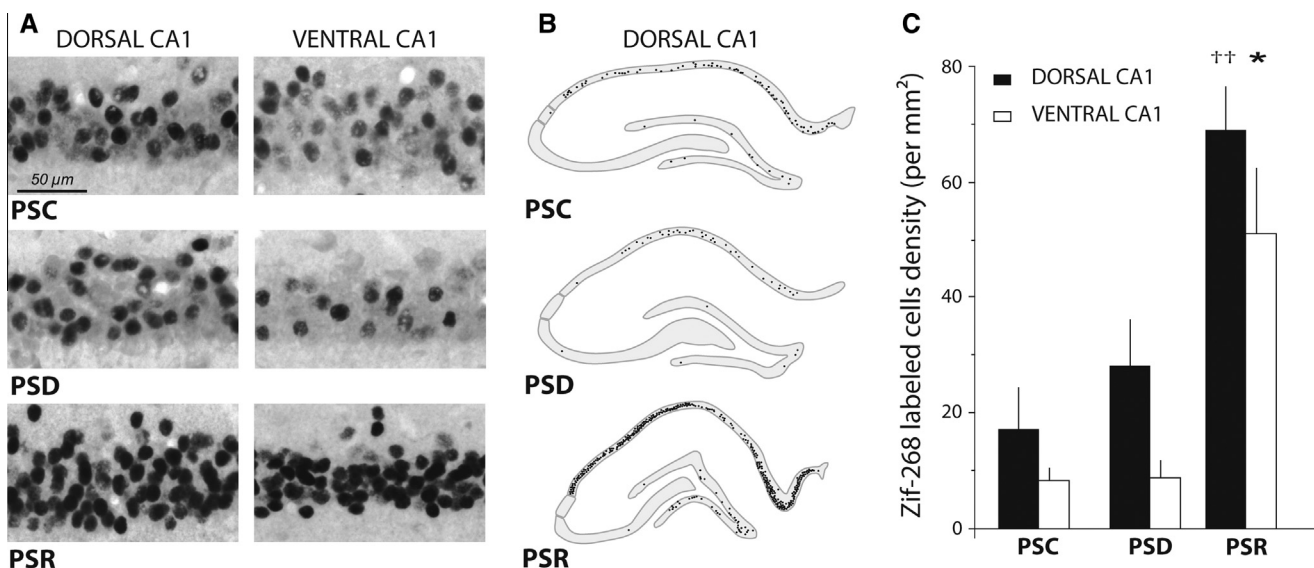 A
DORSAL CA1
VENTRAL CA1
50 µm
PSC
PSD
PSR
B
DORSAL CA1
PSC
PSD
PSR
C
Zif-268 labeled cells density (per mm²)
80
60
40
20
0
DORSAL CA1
VENTRAL CA1
†† *
PSC
PSD
PSR